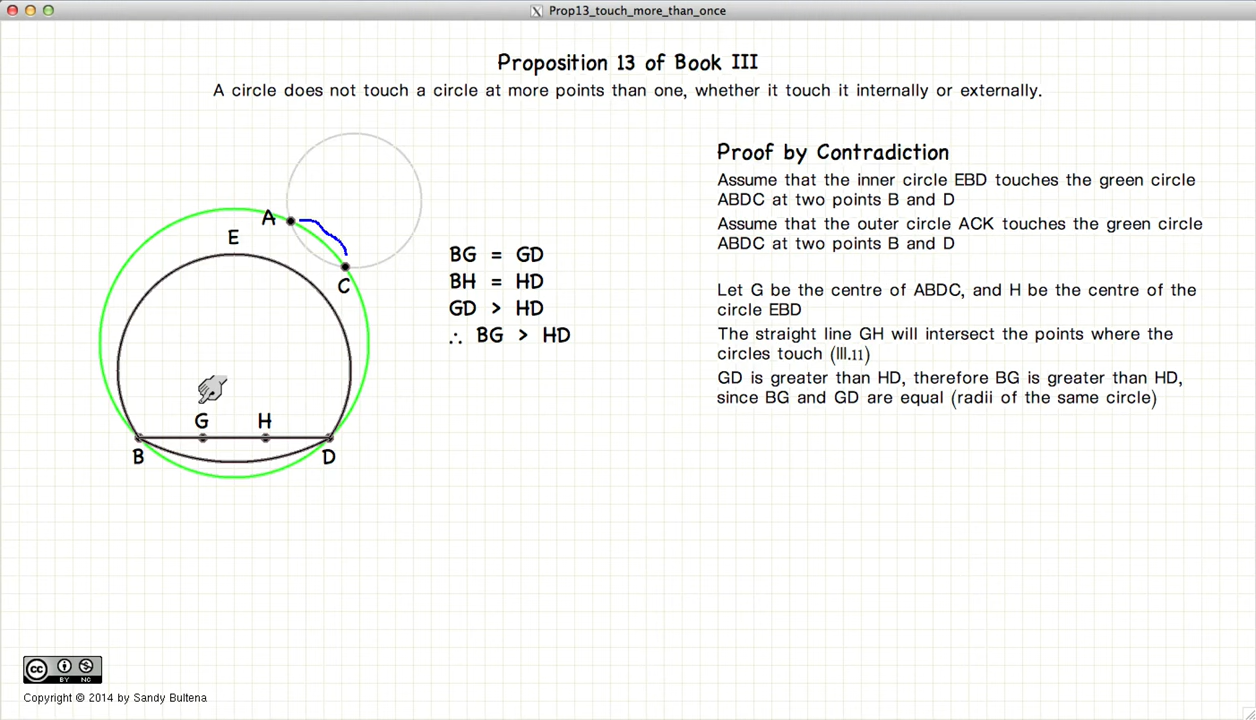 Prop13_touch_more_than_once
Proposition 13 of Book III
A circle does not touch a circle at more points than one, whether it touch it internally or externally.
A
E
C
G
H
B
D
BG = GD
BH = HD
GD > HD
∴ BG > HD
Proof by Contradiction
Assume that the inner circle EBD touches the green circle
ABDC at two points B and D
Assume that the outer circle ACK touches the green circle
ABDC at two points B and D
Let G be the centre of ABDC, and H be the centre of the
circle EBD
The straight line GH will intersect the points where the
circles touch (III.11)
GD is greater than HD, therefore BG is greater than HD,
since BG and GD are equal (radii of the same circle)
cc
BY NC
Copyright © 2014 by Sandy Bultena